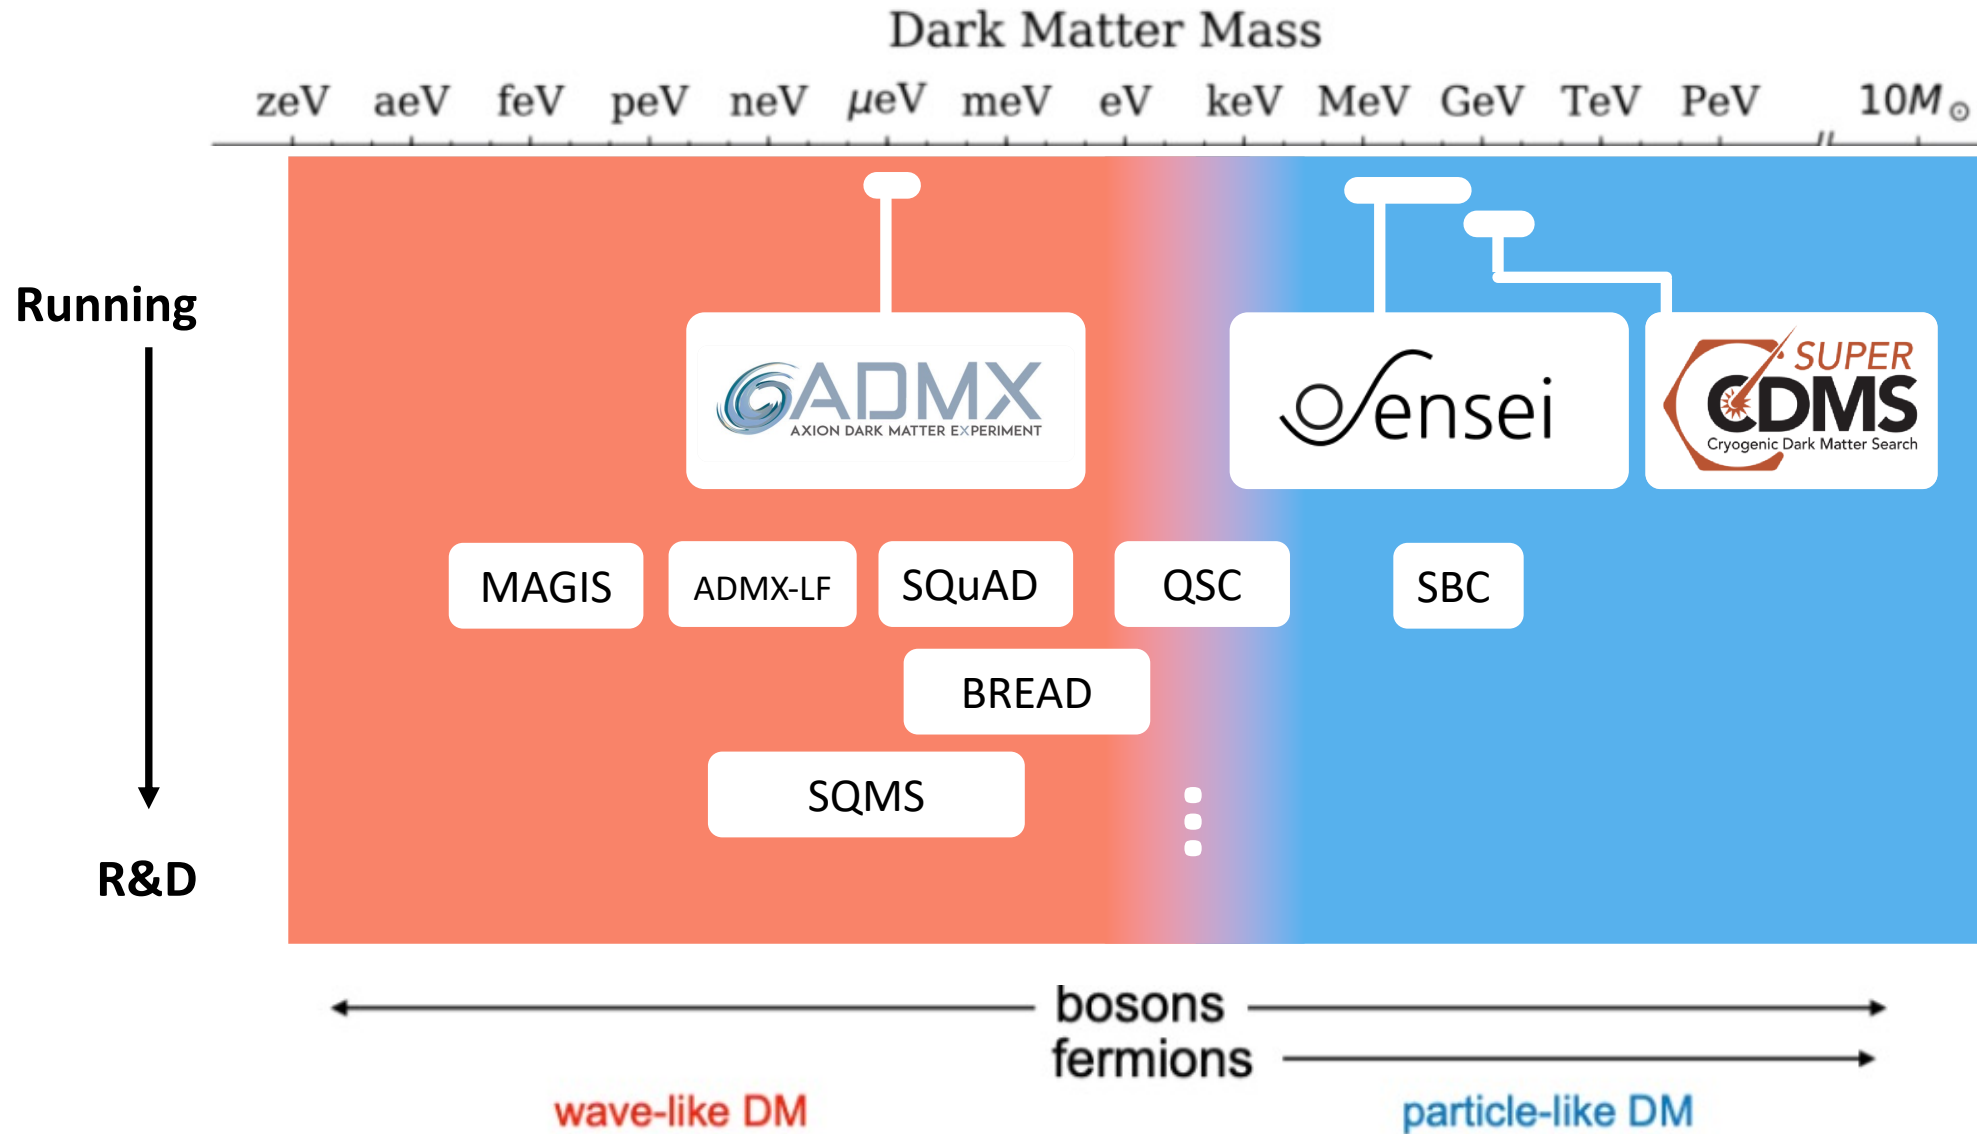 Dark Matter Mass
zeV aeV feV peV neV μeV meV eV keV MeV GeV TeV PeV // 10M⊙
Running
ADMX
AXION DARK MATTER EXPERIMENT
Sensei
SUPER
CDMS
Cryogenic Dark Matter Search
MAGIS ADMX-LF SQuAD QSC SBC
BREAD
SQMS
R&D
bosons
fermions
wave-like DM particle-like DM